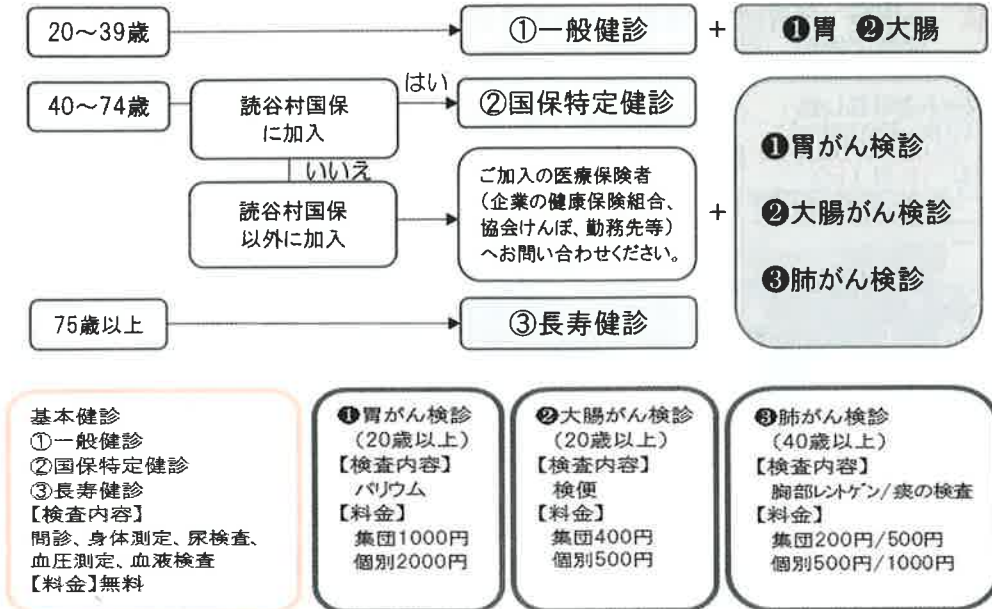 20～39歳
①一般健診
+
❶胃 ❷大腸
40～74歳
読谷村国保
に加入
はい
②国保特定健診
いいえ
読谷村国保
以外に加入
ご加入の医療保険者
（企業の健康保険組合、
協会けんぽ、勤務先等）
へお問い合わせください。
+
❶胃がん検診
❷大腸がん検診
❸肺がん検診
75歳以上
③長寿健診
基本健診
①一般健診
②国保特定健診
③長寿健診
【検査内容】
問診、身体測定、尿検査、
血圧測定、血液検査
【料金】無料
❶胃がん検診
（20歳以上）
【検査内容】
バリウム
【料金】
集団1000円
個別2000円
❷大腸がん検診
（20歳以上）
【検査内容】
検便
【料金】
集団400円
個別500円
❸肺がん検診
（40歳以上）
【検査内容】
胸部レントゲン/痰の検査
【料金】
集団200円/500円
個別500円/1000円